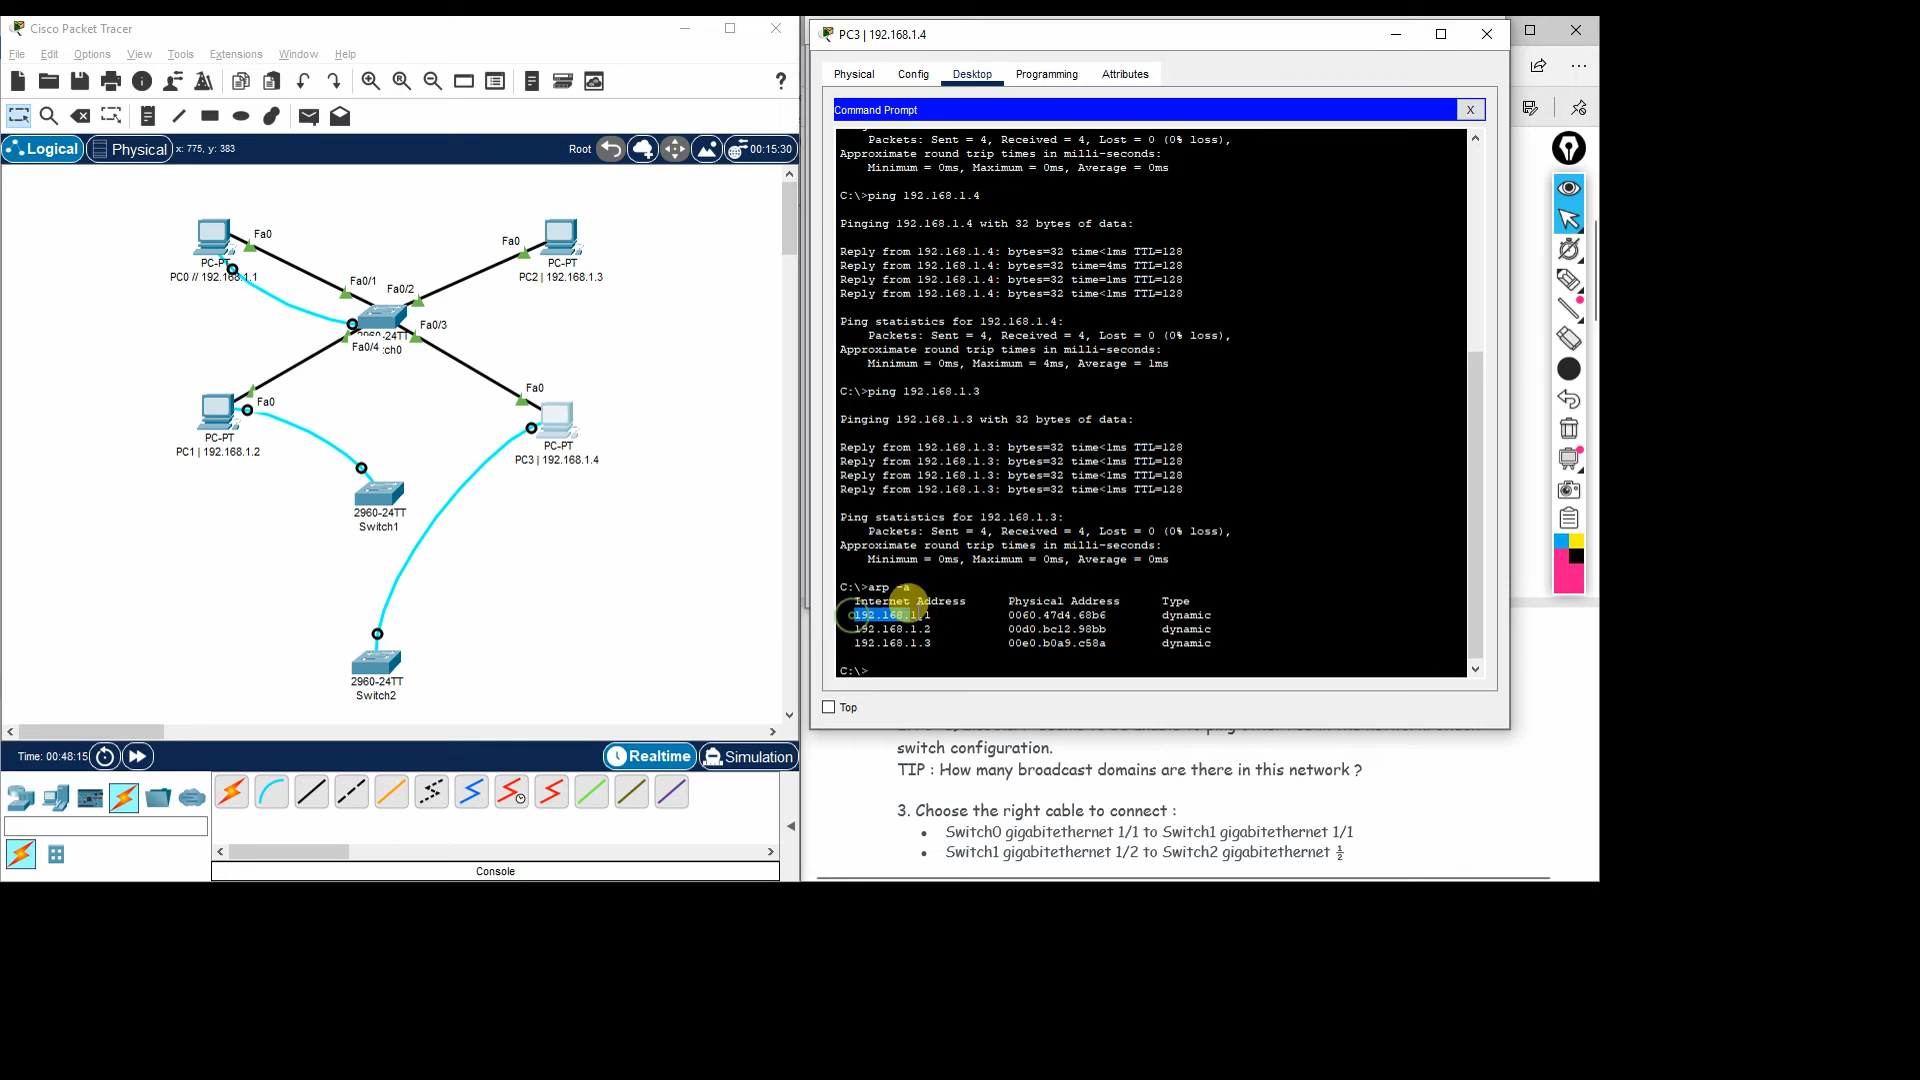 Cisco Packet Tracer
File Edit Options View Tools Extensions Window Help
Logical Physical x: 775, y: 383
Root 00:15:30
Fa0
PC-PT
PC0 // 192.168.1.1
Fa0
PC-PT
PC2 | 192.168.1.3
Fa0/1
Fa0/2
Fa0/3
2960-24TT
Fa0/4 :ch0
Fa0
PC-PT
PC1 | 192.168.1.2
Fa0
PC-PT
PC3 | 192.168.1.4
2960-24TT
Switch1
2960-24TT
Switch2
Time: 00:48:15
Realtime Simulation
Console
PC3 | 192.168.1.4
Physical Config Desktop Programming Attributes
Command Prompt X
Packets: Sent = 4, Received = 4, Lost = 0 (0% loss),
Approximate round trip times in milli-seconds:
Minimum = 0ms, Maximum = 0ms, Average = 0ms
C:\>ping 192.168.1.4
Pinging 192.168.1.4 with 32 bytes of data:
Reply from 192.168.1.4: bytes=32 time<1ms TTL=128
Reply from 192.168.1.4: bytes=32 time=4ms TTL=128
Reply from 192.168.1.4: bytes=32 time=1ms TTL=128
Reply from 192.168.1.4: bytes=32 time<1ms TTL=128
Ping statistics for 192.168.1.4:
Packets: Sent = 4, Received = 4, Lost = 0 (0% loss),
Approximate round trip times in milli-seconds:
Minimum = 0ms, Maximum = 4ms, Average = 1ms
C:\>ping 192.168.1.3
Pinging 192.168.1.3 with 32 bytes of data:
Reply from 192.168.1.3: bytes=32 time<1ms TTL=128
Reply from 192.168.1.3: bytes=32 time<1ms TTL=128
Reply from 192.168.1.3: bytes=32 time<1ms TTL=128
Reply from 192.168.1.3: bytes=32 time<1ms TTL=128
Ping statistics for 192.168.1.3:
Packets: Sent = 4, Received = 4, Lost = 0 (0% loss),
Approximate round trip times in milli-seconds:
Minimum = 0ms, Maximum = 0ms, Average = 0ms
C:\>arp -a
Internet Address Physical Address Type
192.168.1.1 0060.47d4.68b6 dynamic
192.168.1.2 00d0.bc12.98bb dynamic
192.168.1.3 00e0.b0a9.c58a dynamic
C:\>
Top
switch configuration.
TIP : How many broadcast domains are there in this network ?
3. Choose the right cable to connect :
• Switch0 gigabitethernet 1/1 to Switch1 gigabitethernet 1/1
• Switch1 gigabitethernet 1/2 to Switch2 gigabitethernet ½